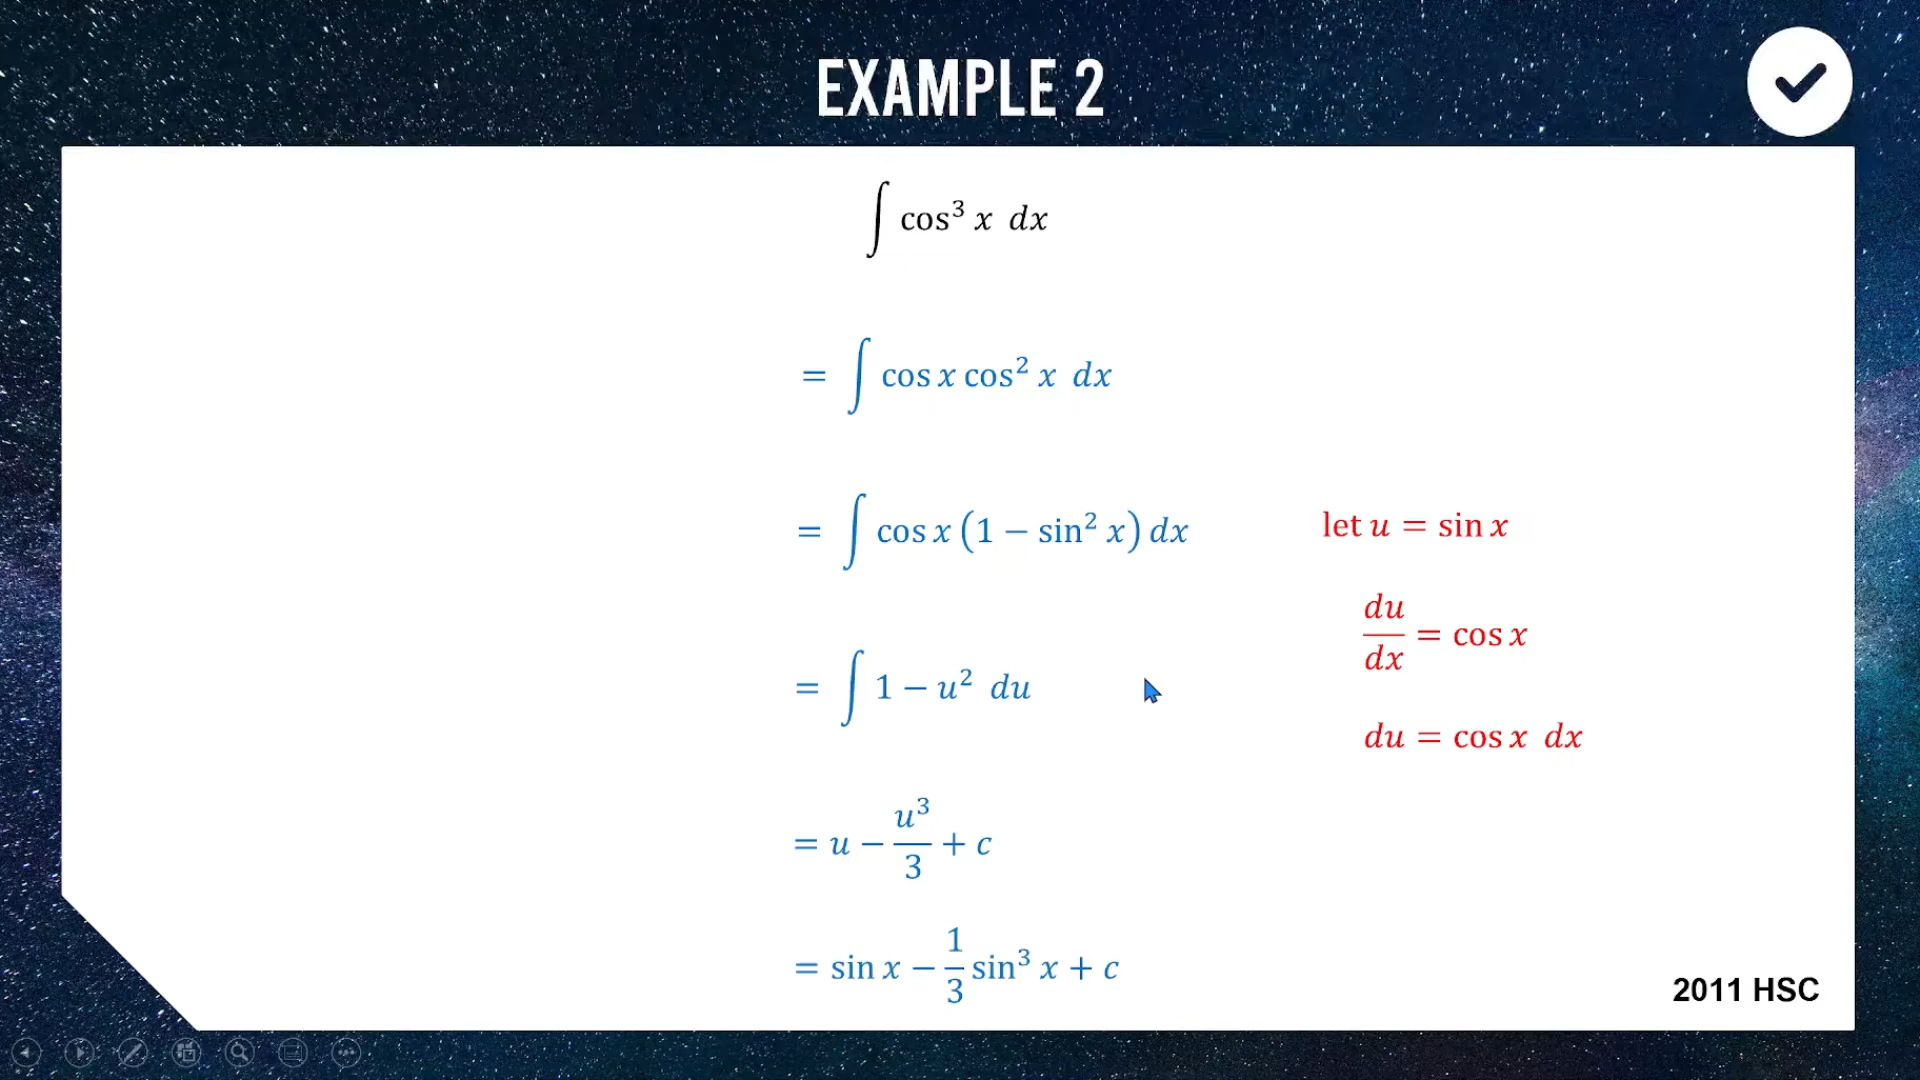 EXAMPLE 2
∫ cos³ x dx
= ∫ cos x cos² x dx
= ∫ cos x (1 − sin² x) dx
let u = sin x
du/dx = cos x
= ∫ 1 − u² du
du = cos x dx
= u − u³/3 + c
= sin x − 1/3 sin³ x + c
2011 HSC